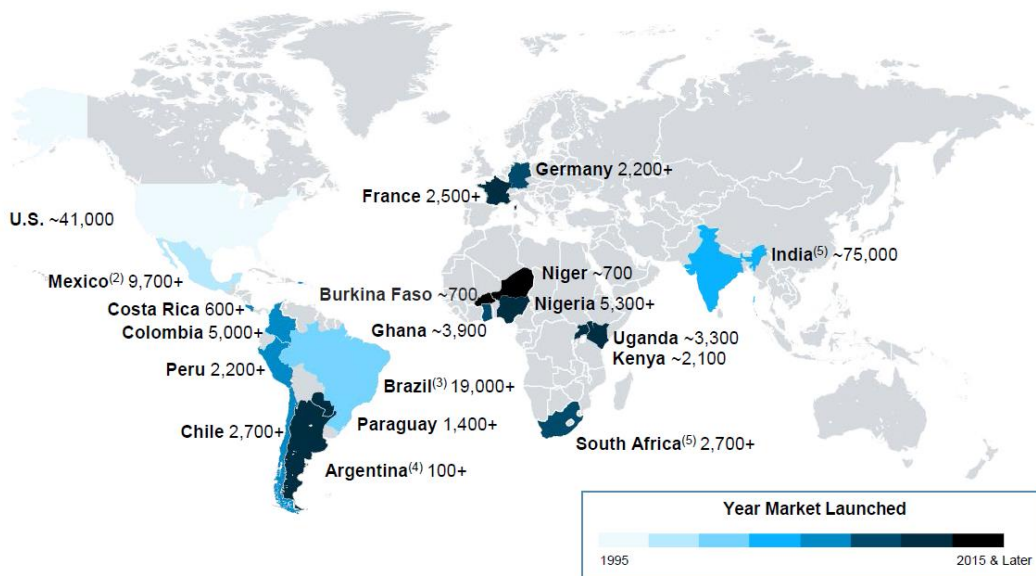 Germany 2,200+
France 2,500+
U.S. ~41,000
India(5) ~75,000
Mexico(2) 9,700+
Niger ~700
Burkina Faso ~700
Costa Rica 600+
Nigeria 5,300+
Colombia 5,000+
Ghana ~3,900
Uganda ~3,300
Kenya ~2,100
Peru 2,200+
Brazil(3) 19,000+
Chile 2,700+
Paraguay 1,400+
South Africa(5) 2,700+
Argentina(4) 100+
Year Market Launched
1995
2015 & Later